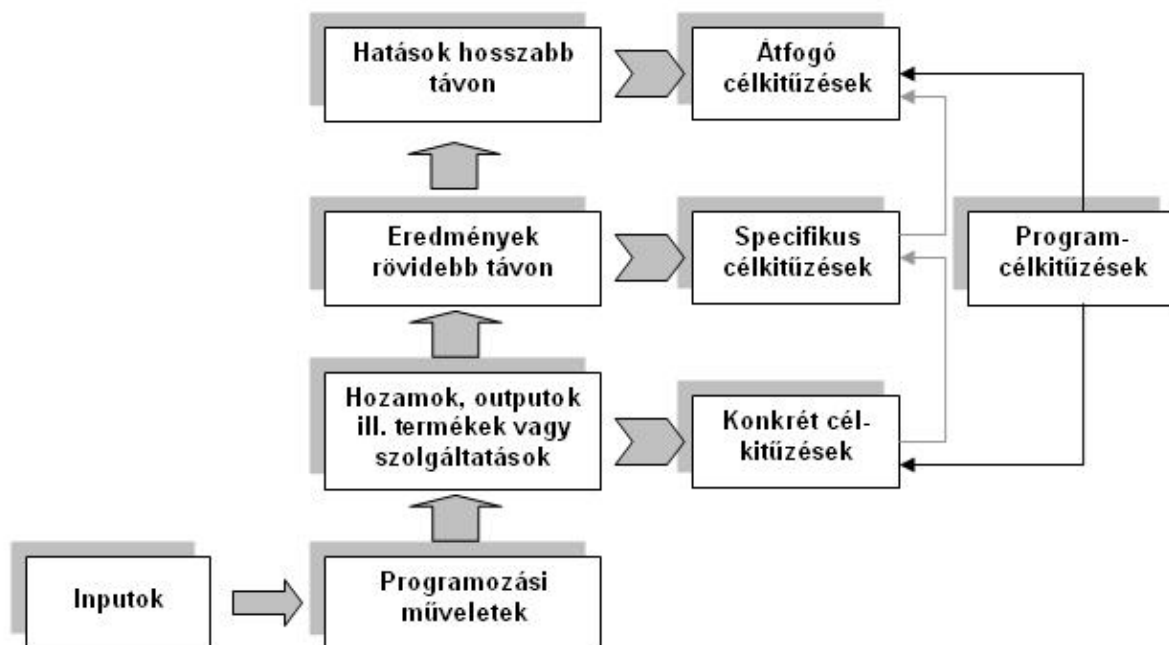 Hatások hosszabb
távon
Átfogó
célkitűzések
Eredmények
rövidebb távon
Specifikus
célkitűzések
Program-
célkitűzések
Hozamok, outputok
ill. termékek vagy
szolgáltatások
Konkrét cél-
kitűzések
Inputok
Programozási
műveletek